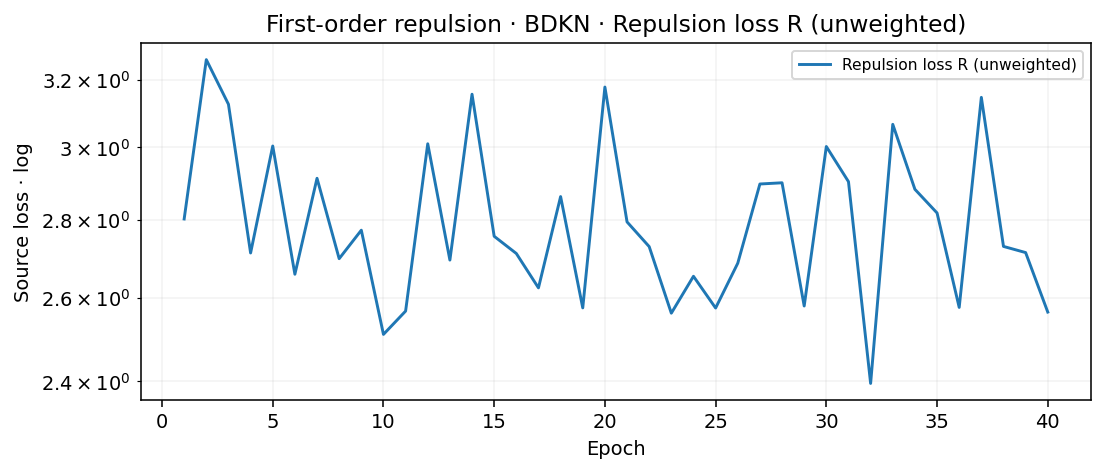 First-order repulsion · BDKN · Repulsion loss R (unweighted)
Repulsion loss R (unweighted)
Source loss · log
3.2 × 10⁰
3 × 10⁰
2.8 × 10⁰
2.6 × 10⁰
2.4 × 10⁰
0 5 10 15 20 25 30 35 40
Epoch